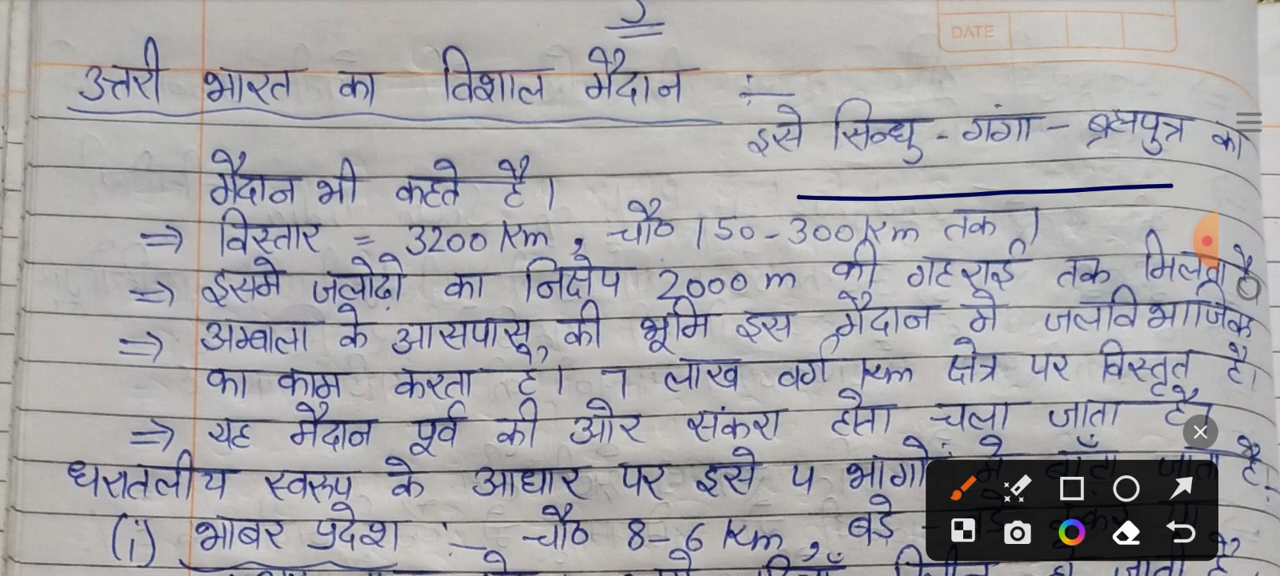 DATE
उत्तरी भारत का विशाल मैदान :—
इसे सिन्धु - गंगा - ब्रह्मपुत्र का
मैदान भी कहते है।
⇒ विस्तार = 3200 Km, चौ० 150-300 Km तक।
⇒ इसमे जलोढ़ो का निक्षेप 2000 m की गहराई तक मिलता है
⇒ अम्बाला के आसपास की भूमि इस मैदान मे जलविभाजक
का काम करता है। 7 लाख वर्ग Km क्षेत्र पर विस्तृत है।
⇒ यह मैदान पूर्व की ओर संकरा होता चला जाता है।
धरातलीय स्वरूप के आधार पर इसे 4 भागों मे बाँटा जाता है-
(i) भाबर प्रदेश :— चौ० 8-6 Km, बड़े -